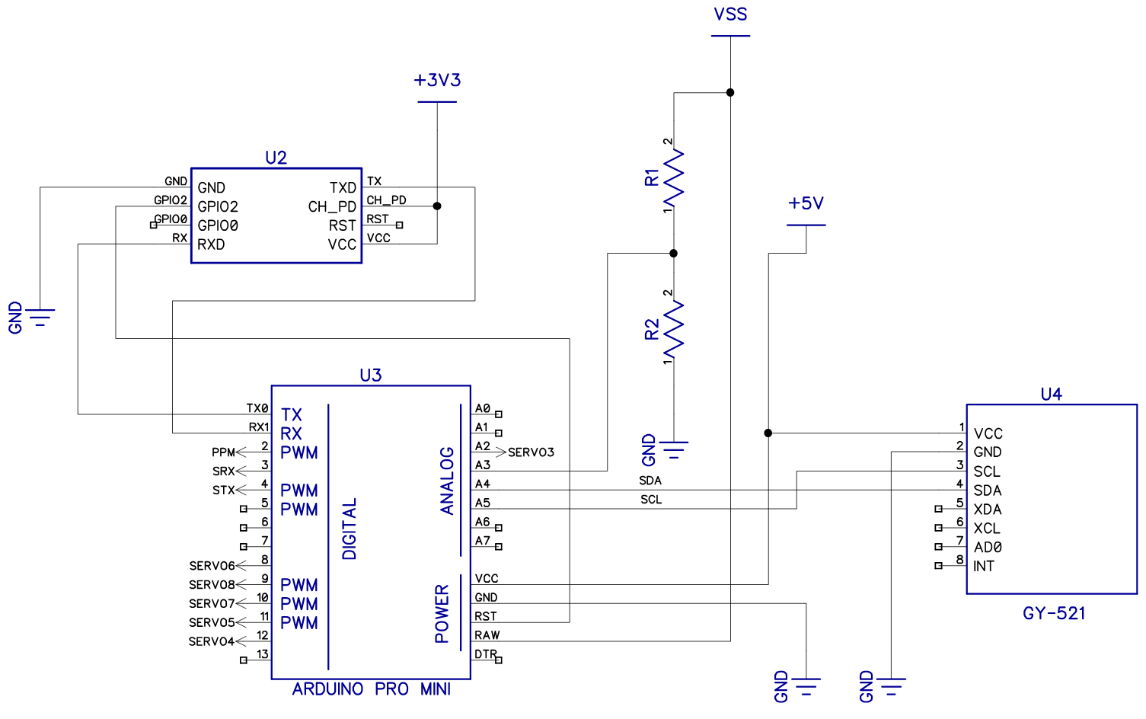 VSS
+3V3
U2
GND GND TXD TX
GPIO2 GPIO2 CH_PD CH_PD
GPIO0 GPIO0 RST RST
RX RXD VCC VCC
GND
2
R1
1
+5V
2
R2
1
GND
U3
TX0 TX A0
RX1 RX A1
PPM 2 PWM A2 SERVO3
SRX 3 A3
STX 4 PWM A4 SDA
5 PWM A5 SCL
6 A6
7 A7
DIGITAL
ANALOG
SERVO6 8
SERVO8 9 PWM VCC
SERVO7 10 PWM GND
SERVO5 11 PWM RST
SERVO4 12 RAW
13 DTR
POWER
ARDUINO PRO MINI
U4
1 VCC
2 GND
3 SCL
4 SDA
5 XDA
6 XCL
7 AD0
8 INT
GY-521
GND
GND